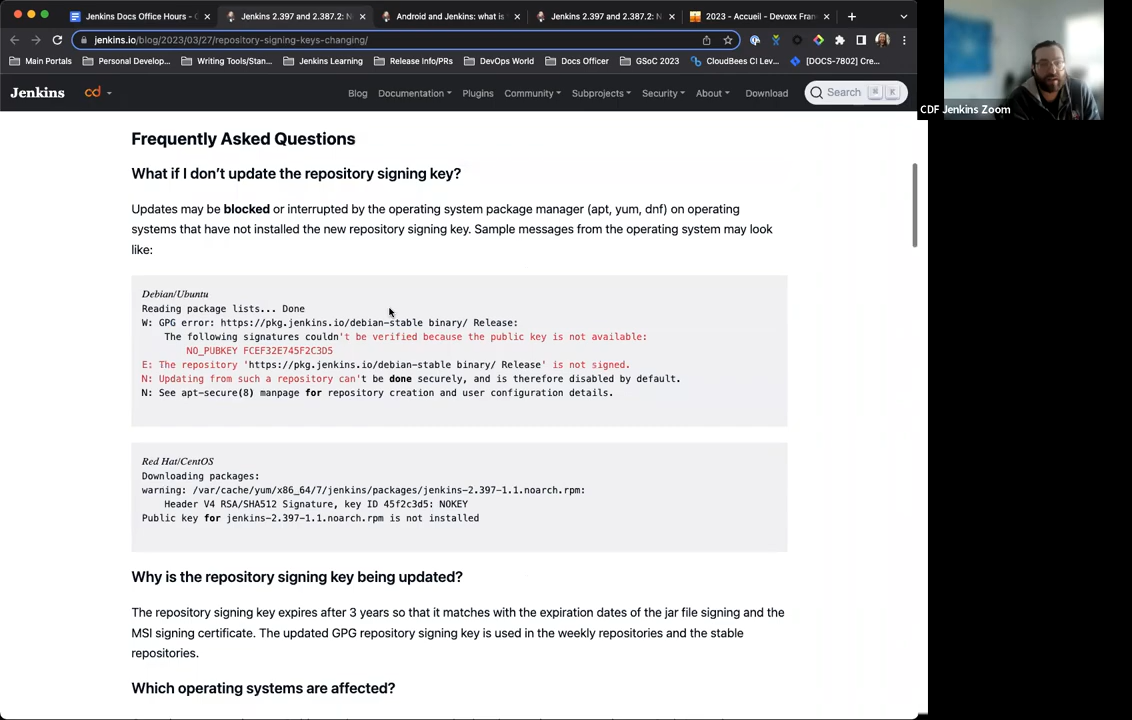 Jenkins Docs Office Hours -
Jenkins 2.397 and 2.387.2: N
Android and Jenkins: what is
Jenkins 2.397 and 2.387.2: N
2023 - Accueil - Devoxx Fran
jenkins.io/blog/2023/03/27/repository-signing-keys-changing/
Main Portals
Personal Develop...
Writing Tools/Stan...
Jenkins Learning
Release Info/PRs
DevOps World
Docs Officer
GSoC 2023
CloudBees CI Lev...
[DOCS-7802] Cre...
CDF Jenkins Zoom
Jenkins
cd
Blog
Documentation
Plugins
Community
Subprojects
Security
About
Download
Search
K
Frequently Asked Questions
What if I don't update the repository signing key?
Updates may be blocked or interrupted by the operating system package manager (apt, yum, dnf) on operating
systems that have not installed the new repository signing key. Sample messages from the operating system may look
like:
Debian/Ubuntu
Reading package lists... Done
W: GPG error: https://pkg.jenkins.io/debian-stable binary/ Release:
The following signatures couldn't be verified because the public key is not available:
NO_PUBKEY FCEF32E745F2C3D5
E: The repository 'https://pkg.jenkins.io/debian-stable binary/ Release' is not signed.
N: Updating from such a repository can't be done securely, and is therefore disabled by default.
N: See apt-secure(8) manpage for repository creation and user configuration details.
Red Hat/CentOS
Downloading packages:
warning: /var/cache/yum/x86_64/7/jenkins/packages/jenkins-2.397-1.1.noarch.rpm:
Header V4 RSA/SHA512 Signature, key ID 45f2c3d5: NOKEY
Public key for jenkins-2.397-1.1.noarch.rpm is not installed
Why is the repository signing key being updated?
The repository signing key expires after 3 years so that it matches with the expiration dates of the jar file signing and the
MSI signing certificate. The updated GPG repository signing key is used in the weekly repositories and the stable
repositories.
Which operating systems are affected?